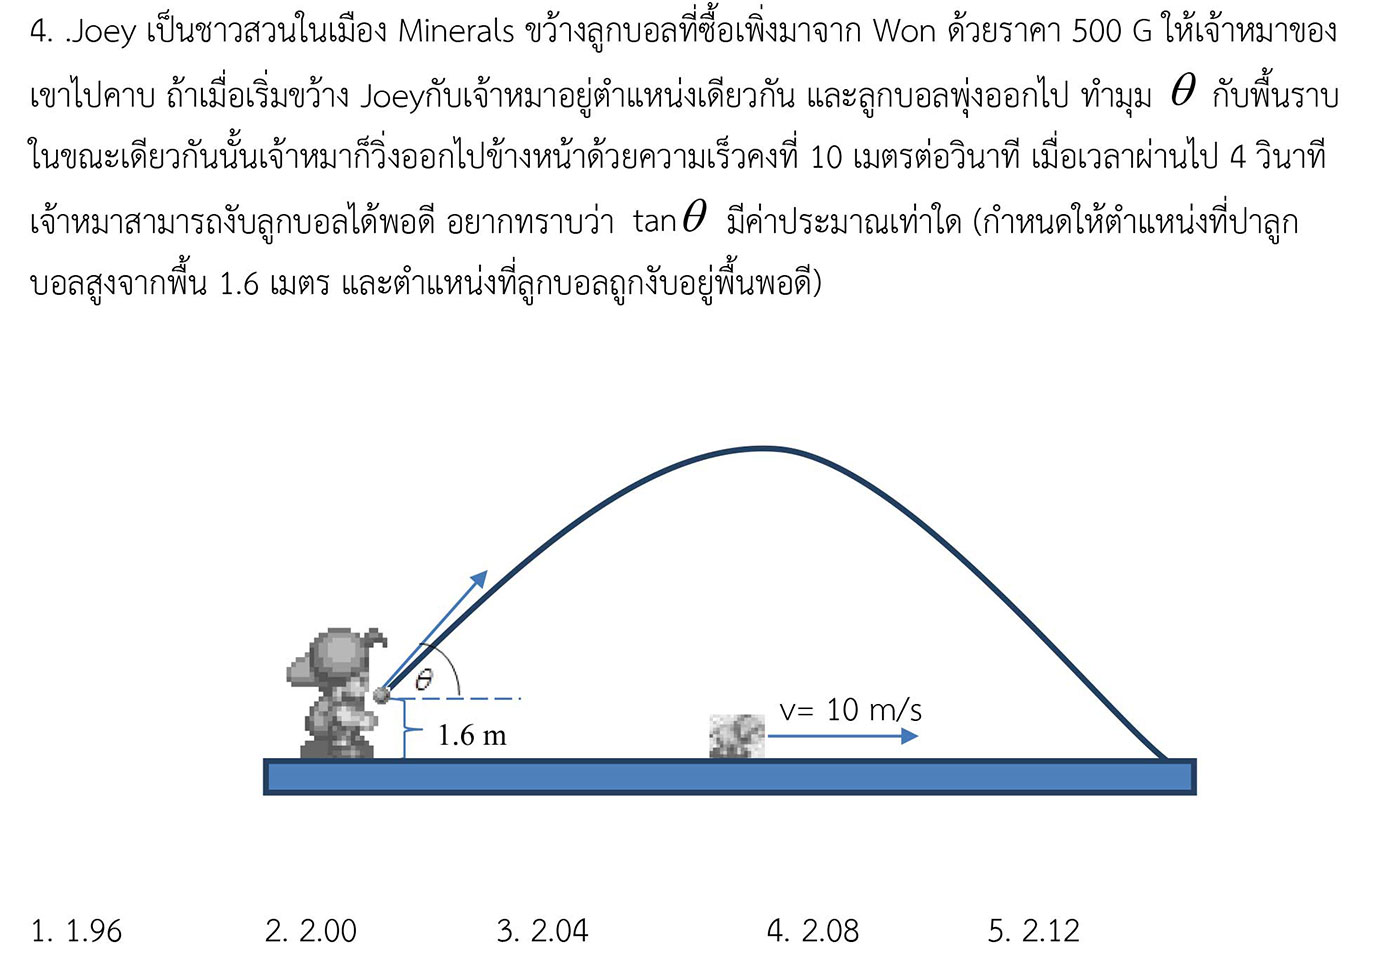 4. .Joey เป็นชาวสวนในเมือง Minerals ขว้างลูกบอลที่ซื้อเพิ่งมาจาก Won ด้วยราคา 500 G ให้เจ้าหมาของ
เขาไปคาบ ถ้าเมื่อเริ่มขว้าง Joeyกับเจ้าหมาอยู่ตำแหน่งเดียวกัน และลูกบอลพุ่งออกไป ทำมุม θ กับพื้นราบ
ในขณะเดียวกันนั้นเจ้าหมาก็วิ่งออกไปข้างหน้าด้วยความเร็วคงที่ 10 เมตรต่อวินาที เมื่อเวลาผ่านไป 4 วินาที
เจ้าหมาสามารถงับลูกบอลได้พอดี อยากทราบว่า tanθ มีค่าประมาณเท่าใด (กำหนดให้ตำแหน่งที่ปาลูก
บอลสูงจากพื้น 1.6 เมตร และตำแหน่งที่ลูกบอลถูกงับอยู่พื้นพอดี)
θ
1.6 m
v= 10 m/s
1. 1.96 2. 2.00 3. 2.04 4. 2.08 5. 2.12